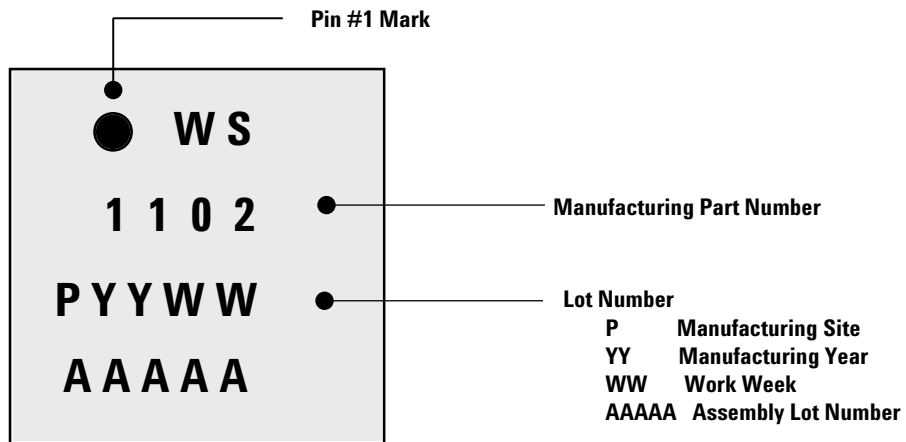 Pin #1 Mark
W S
1 1 0 2
Manufacturing Part Number
P Y Y W W
Lot Number
P Manufacturing Site
YY Manufacturing Year
WW Work Week
A A A A A
AAAAA Assembly Lot Number